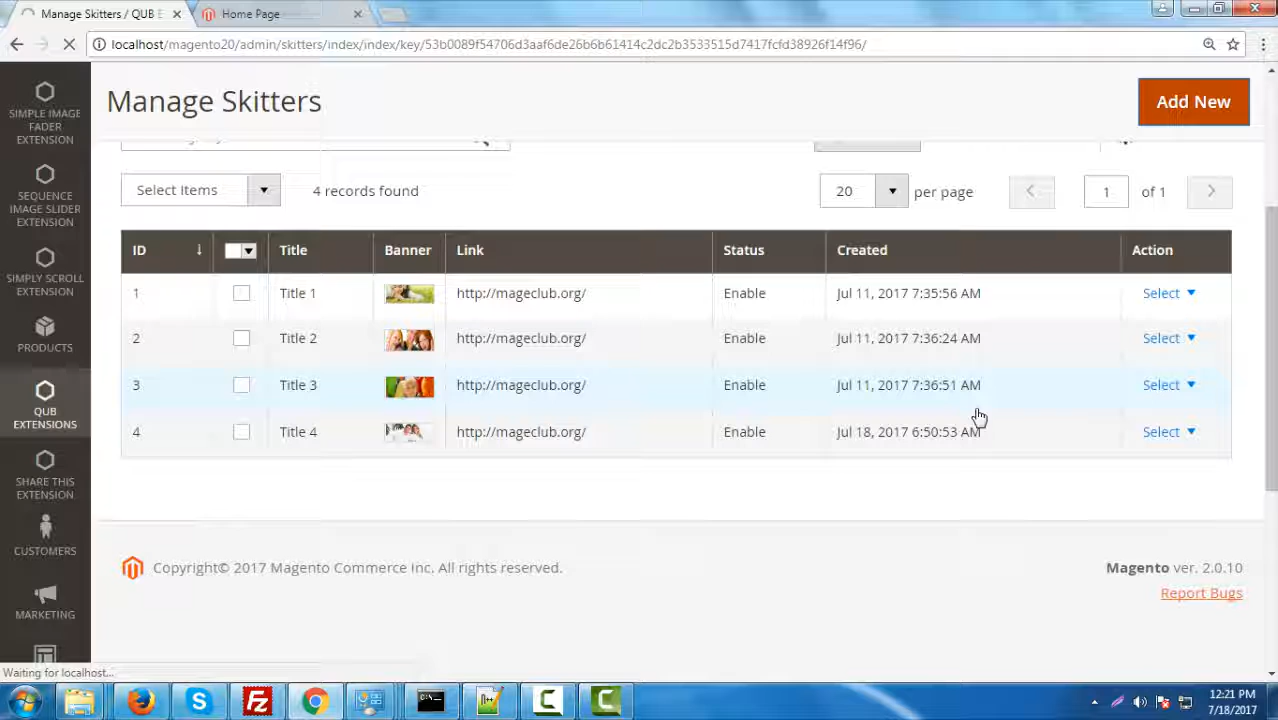 Manage Skitters / QUB E
Home Page
localhost/magento20/admin/skitters/index/index/key/53b0089f54706d3aaf6de26b6b61414c2dc2b3533515d7417fcfd38926f14f96/
SIMPLE IMAGE
FADER
EXTENSION
SEQUENCE
IMAGE SLIDER
EXTENSION
SIMPLY SCROLL
EXTENSION
PRODUCTS
QUB
EXTENSIONS
SHARE THIS
EXTENSION
CUSTOMERS
MARKETING
Manage Skitters
Add New
Select Items
4 records found
20
per page
1
of 1
ID
Title
Banner
Link
Status
Created
Action
1
Title 1
http://mageclub.org/
Enable
Jul 11, 2017 7:35:56 AM
Select
2
Title 2
http://mageclub.org/
Enable
Jul 11, 2017 7:36:24 AM
Select
3
Title 3
http://mageclub.org/
Enable
Jul 11, 2017 7:36:51 AM
Select
4
Title 4
http://mageclub.org/
Enable
Jul 18, 2017 6:50:53 AM
Select
Copyright© 2017 Magento Commerce Inc. All rights reserved.
Magento ver. 2.0.10
Report Bugs
Waiting for localhost...
12:21 PM
7/18/2017